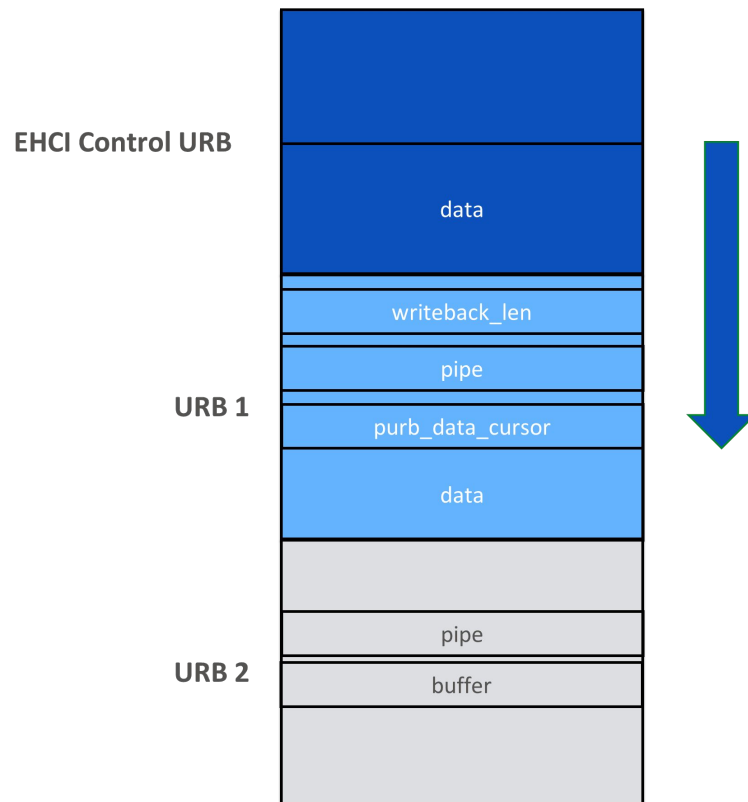 EHCI Control URB
data
writeback_len
pipe
URB 1
purb_data_cursor
data
pipe
URB 2
buffer